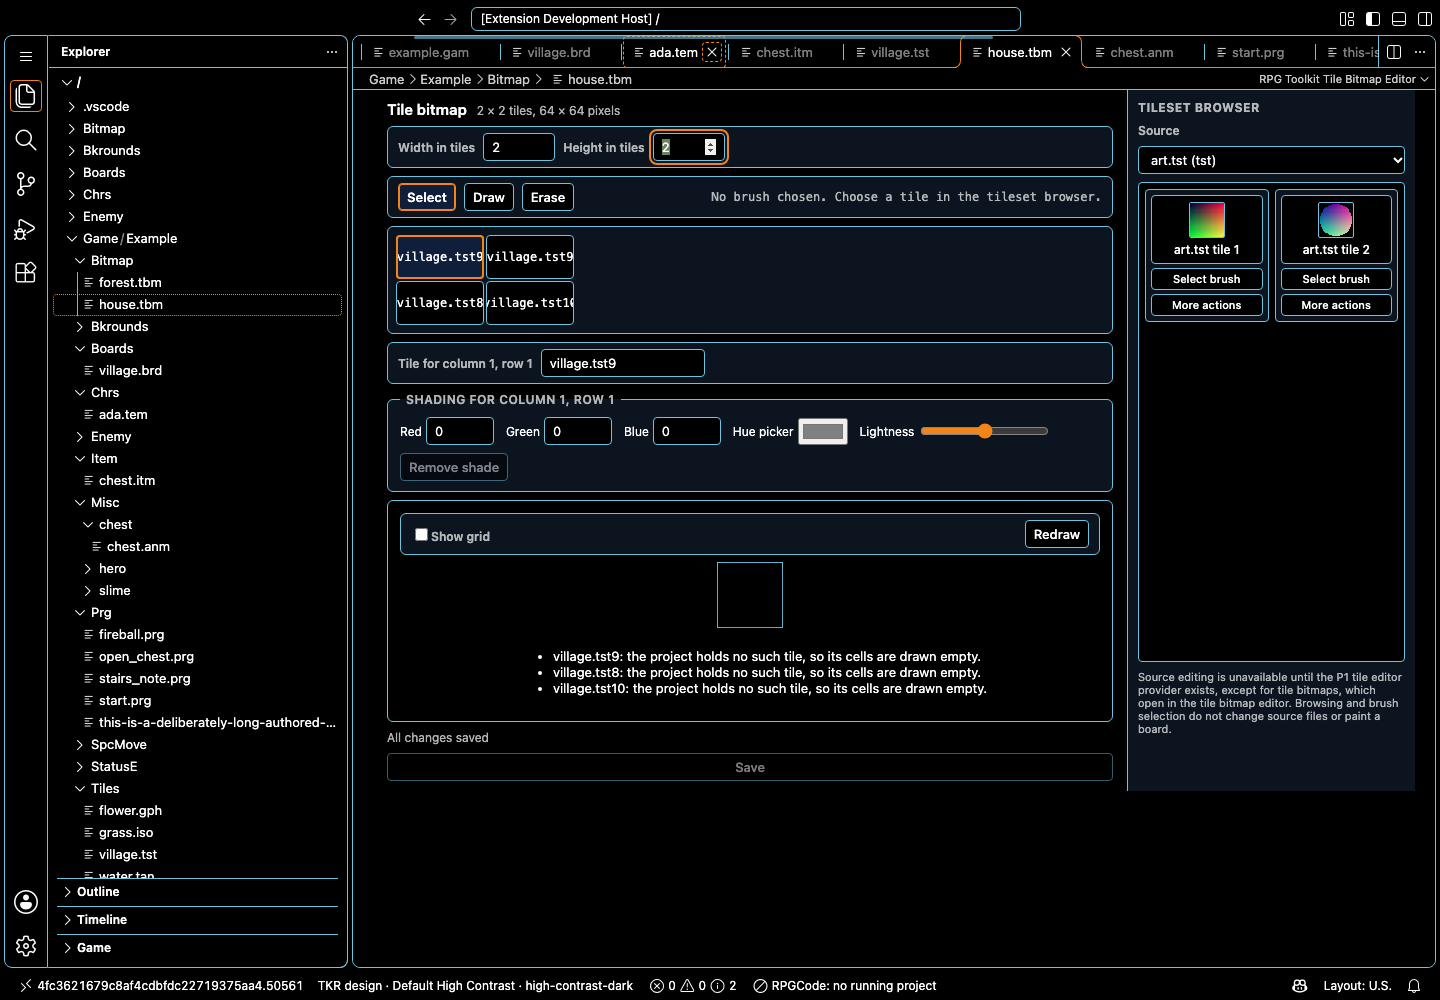 [Extension Development Host] /
Explorer
/
.vscode
Bitmap
Bkrounds
Boards
Chrs
Enemy
Game/Example
Bitmap
forest.tbm
house.tbm
Bkrounds
Boards
village.brd
Chrs
ada.tem
Enemy
Item
chest.itm
Misc
chest
chest.anm
hero
slime
Prg
fireball.prg
open_chest.prg
stairs_note.prg
start.prg
this-is-a-deliberately-long-authored-...
SpcMove
StatusE
Tiles
flower.gph
grass.iso
village.tst
water.tan
Outline
Timeline
Game
example.gam
village.brd
ada.tem
chest.itm
village.tst
house.tbm
chest.anm
start.prg
this-is
Game > Example > Bitmap > house.tbm
RPG Toolkit Tile Bitmap Editor
Tile bitmap 2 × 2 tiles, 64 × 64 pixels
Width in tiles 2 Height in tiles 2
Select Draw Erase No brush chosen. Choose a tile in the tileset browser.
village.tst9 village.tst9
village.tst8 village.tst10
Tile for column 1, row 1 village.tst9
SHADING FOR COLUMN 1, ROW 1
Red 0 Green 0 Blue 0 Hue picker Lightness
Remove shade
Show grid Redraw
• village.tst9: the project holds no such tile, so its cells are drawn empty.
• village.tst8: the project holds no such tile, so its cells are drawn empty.
• village.tst10: the project holds no such tile, so its cells are drawn empty.
All changes saved
Save
TILESET BROWSER
Source
art.tst (tst)
art.tst tile 1 art.tst tile 2
Select brush Select brush
More actions More actions
Source editing is unavailable until the P1 tile editor
provider exists, except for tile bitmaps, which
open in the tile bitmap editor. Browsing and brush
selection do not change source files or paint a
board.
4fc3621679c8af4cdbfdc22719375aa4.50561 TKR design · Default High Contrast · high-contrast-dark 0 0 2 RPGCode: no running project Layout: U.S.